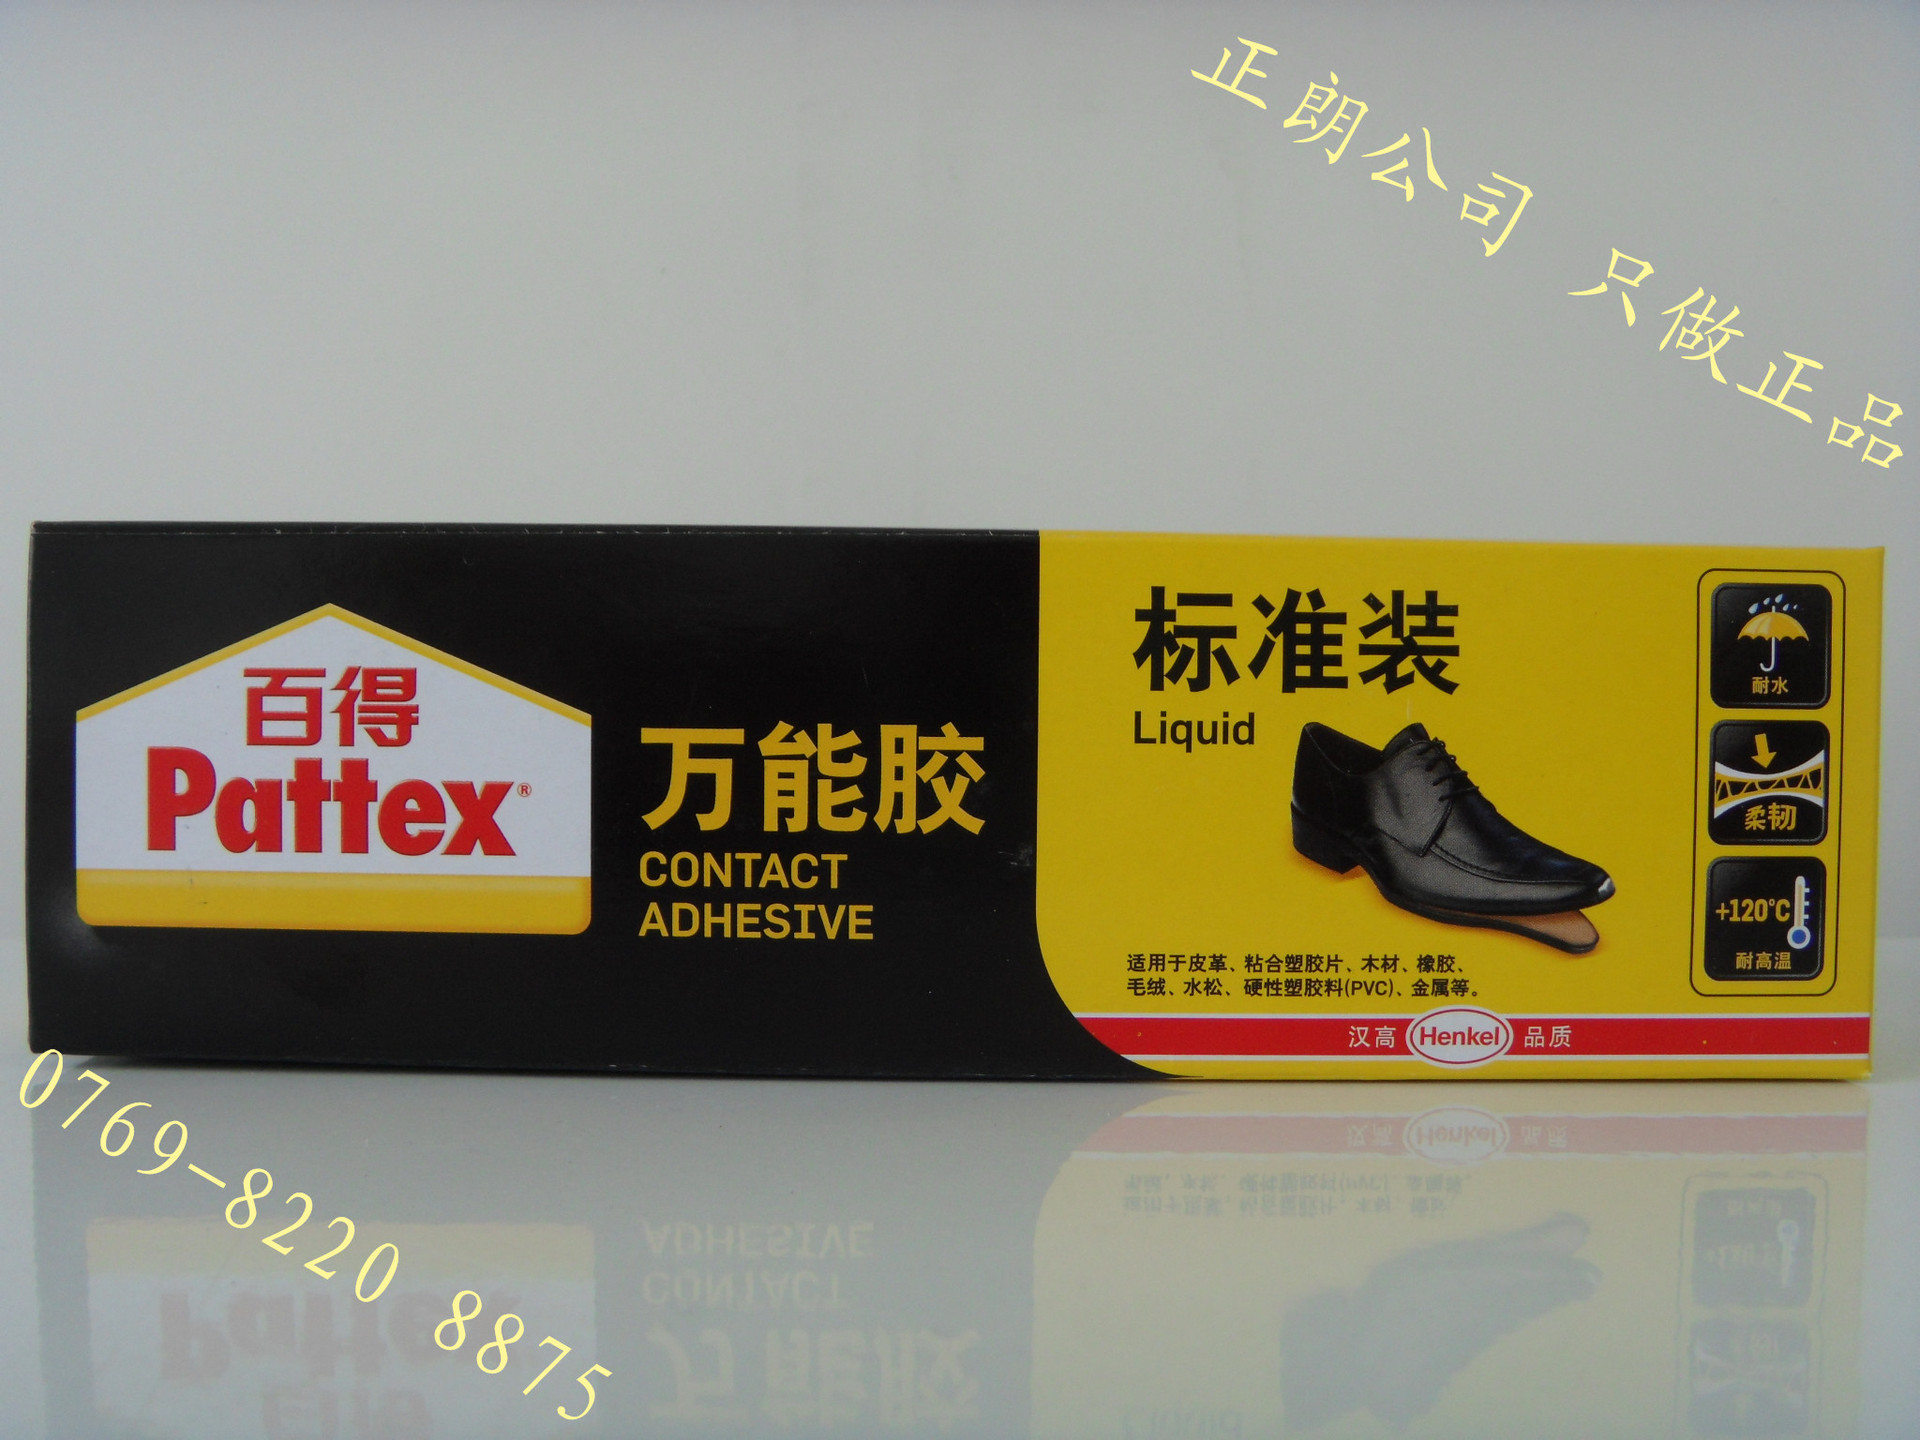 正朗公司 只做正品
百得
Pattex®
万能胶
CONTACT
ADHESIVE
标准装
Liquid
耐水
柔韧
+120°C
耐高温
适用于皮革、粘合塑胶片、木材、橡胶、
毛绒、水松、硬性塑胶料(PVC)、金属等。
汉高 Henkel 品质
0769-8220 8875